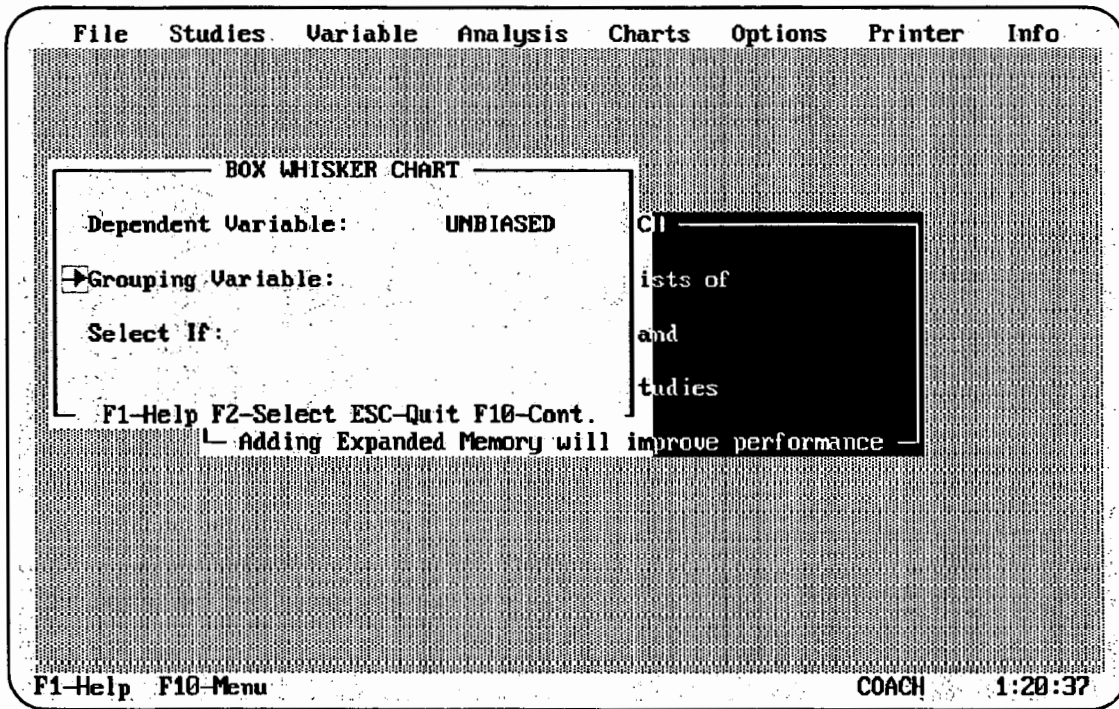 File Studies Variable Analysis Charts Options Printer Info
BOX WHISKER CHART
Dependent Variable: UNBIASED
Grouping Variable:
Select If:
F1-Help F2-Select ESC-Quit F10-Cont.
ists of
and
tudies
Adding Expanded Memory will improve performance
F1-Help F10-Menu COACH 1:20:37